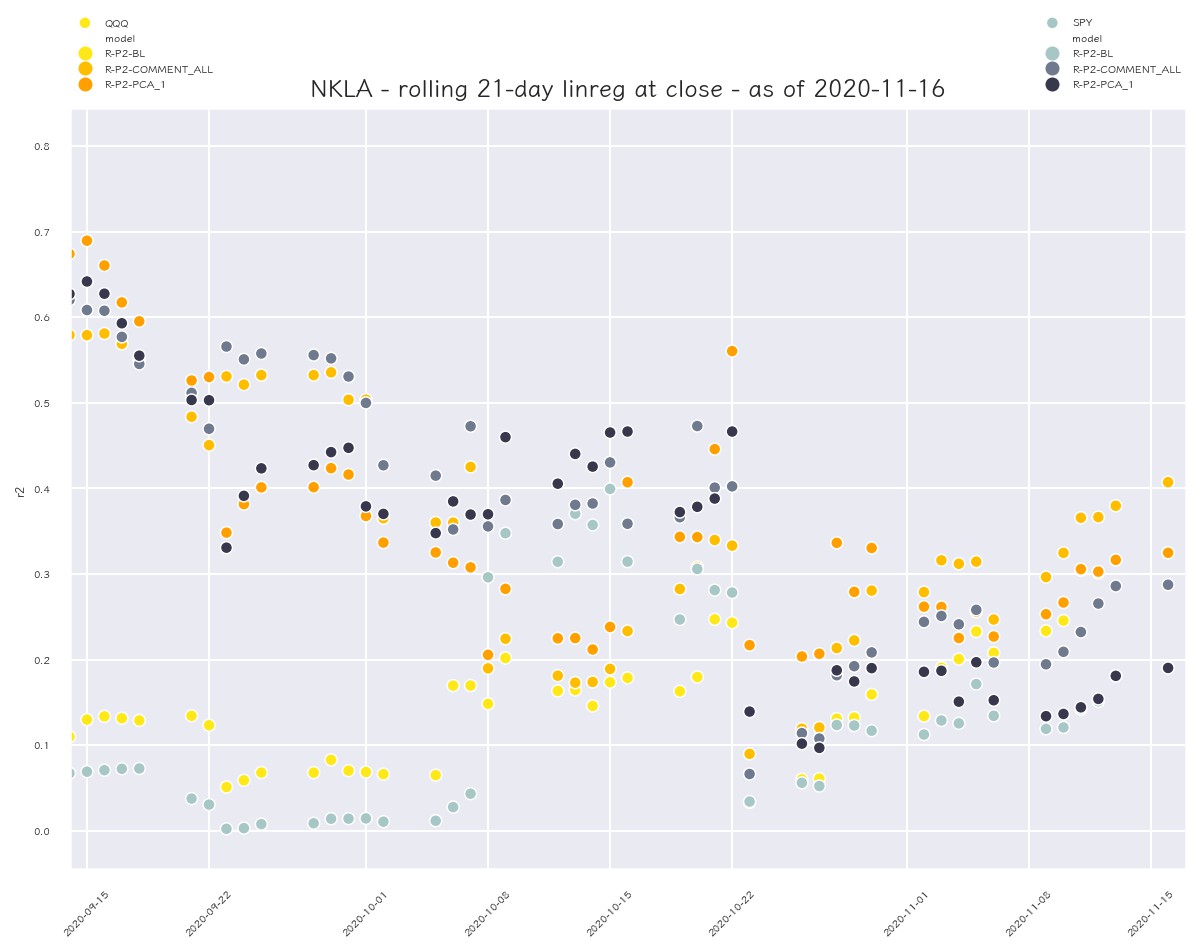 QQQ
model
R-P2-BL
R-P2-COMMENT_ALL
R-P2-PCA_1
SPY
model
R-P2-BL
R-P2-COMMENT_ALL
R-P2-PCA_1
NKLA - rolling 21-day linreg at close - as of 2020-11-16
r2
0.8
0.7
0.6
0.5
0.4
0.3
0.2
0.1
0.0
2020-09-15
2020-09-22
2020-10-01
2020-10-08
2020-10-15
2020-10-22
2020-11-01
2020-11-08
2020-11-15